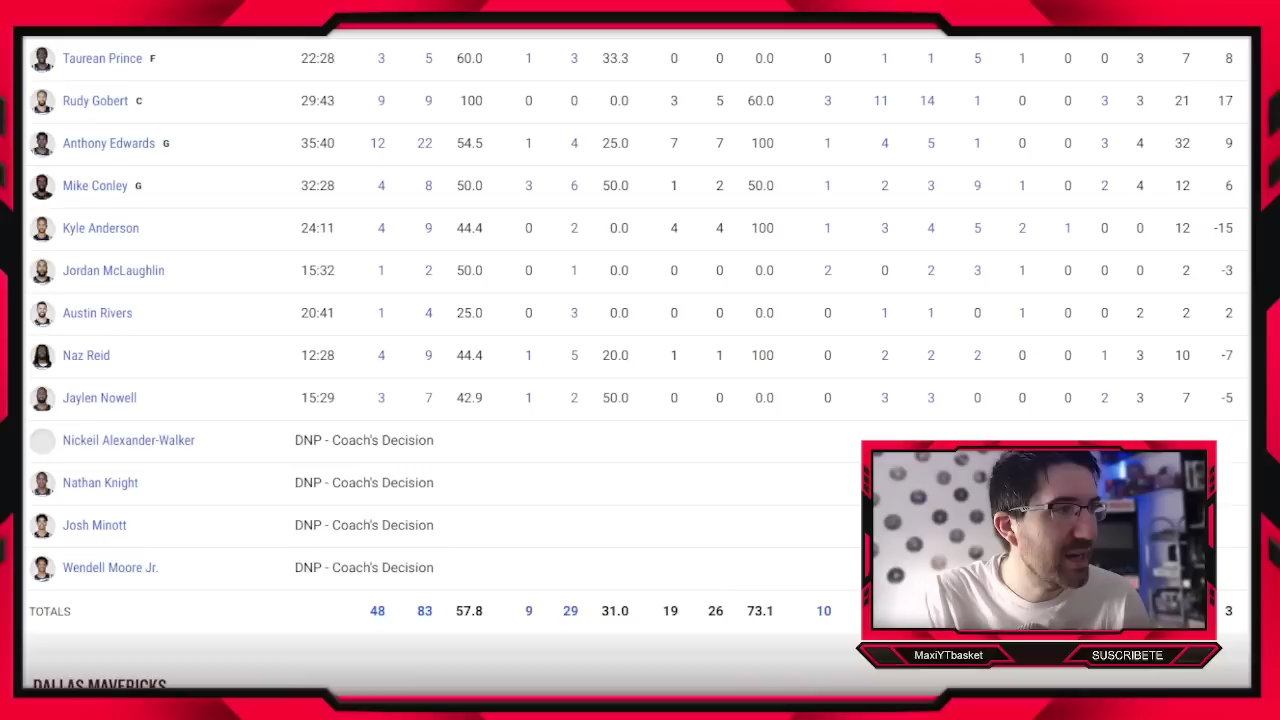 Taurean Prince F 22:28 3 5 60.0 1 3 33.3 0 0 0.0 0 1 1 5 1 0 0 3 7 8
Rudy Gobert C 29:43 9 9 100 0 0 0.0 3 5 60.0 3 11 14 1 0 0 3 3 21 17
Anthony Edwards G 35:40 12 22 54.5 1 4 25.0 7 7 100 1 4 5 1 0 0 3 4 32 9
Mike Conley G 32:28 4 8 50.0 3 6 50.0 1 2 50.0 1 2 3 9 1 0 2 4 12 6
Kyle Anderson 24:11 4 9 44.4 0 2 0.0 4 4 100 1 3 4 5 2 1 0 0 12 -15
Jordan McLaughlin 15:32 1 2 50.0 0 1 0.0 0 0 0.0 2 0 2 3 1 0 0 0 2 -3
Austin Rivers 20:41 1 4 25.0 0 3 0.0 0 0 0.0 0 1 1 0 1 0 0 2 2 2
Naz Reid 12:28 4 9 44.4 1 5 20.0 1 1 100 0 2 2 2 0 0 1 3 10 -7
Jaylen Nowell 15:29 3 7 42.9 1 2 50.0 0 0 0.0 0 3 3 0 0 0 2 3 7 -5
Nickeil Alexander-Walker DNP - Coach's Decision
Nathan Knight DNP - Coach's Decision
Josh Minott DNP - Coach's Decision
Wendell Moore Jr. DNP - Coach's Decision
TOTALS 48 83 57.8 9 29 31.0 19 26 73.1 10 3
MaxiYTbasket SUSCRIBETE
DALLAS MAVERICKS